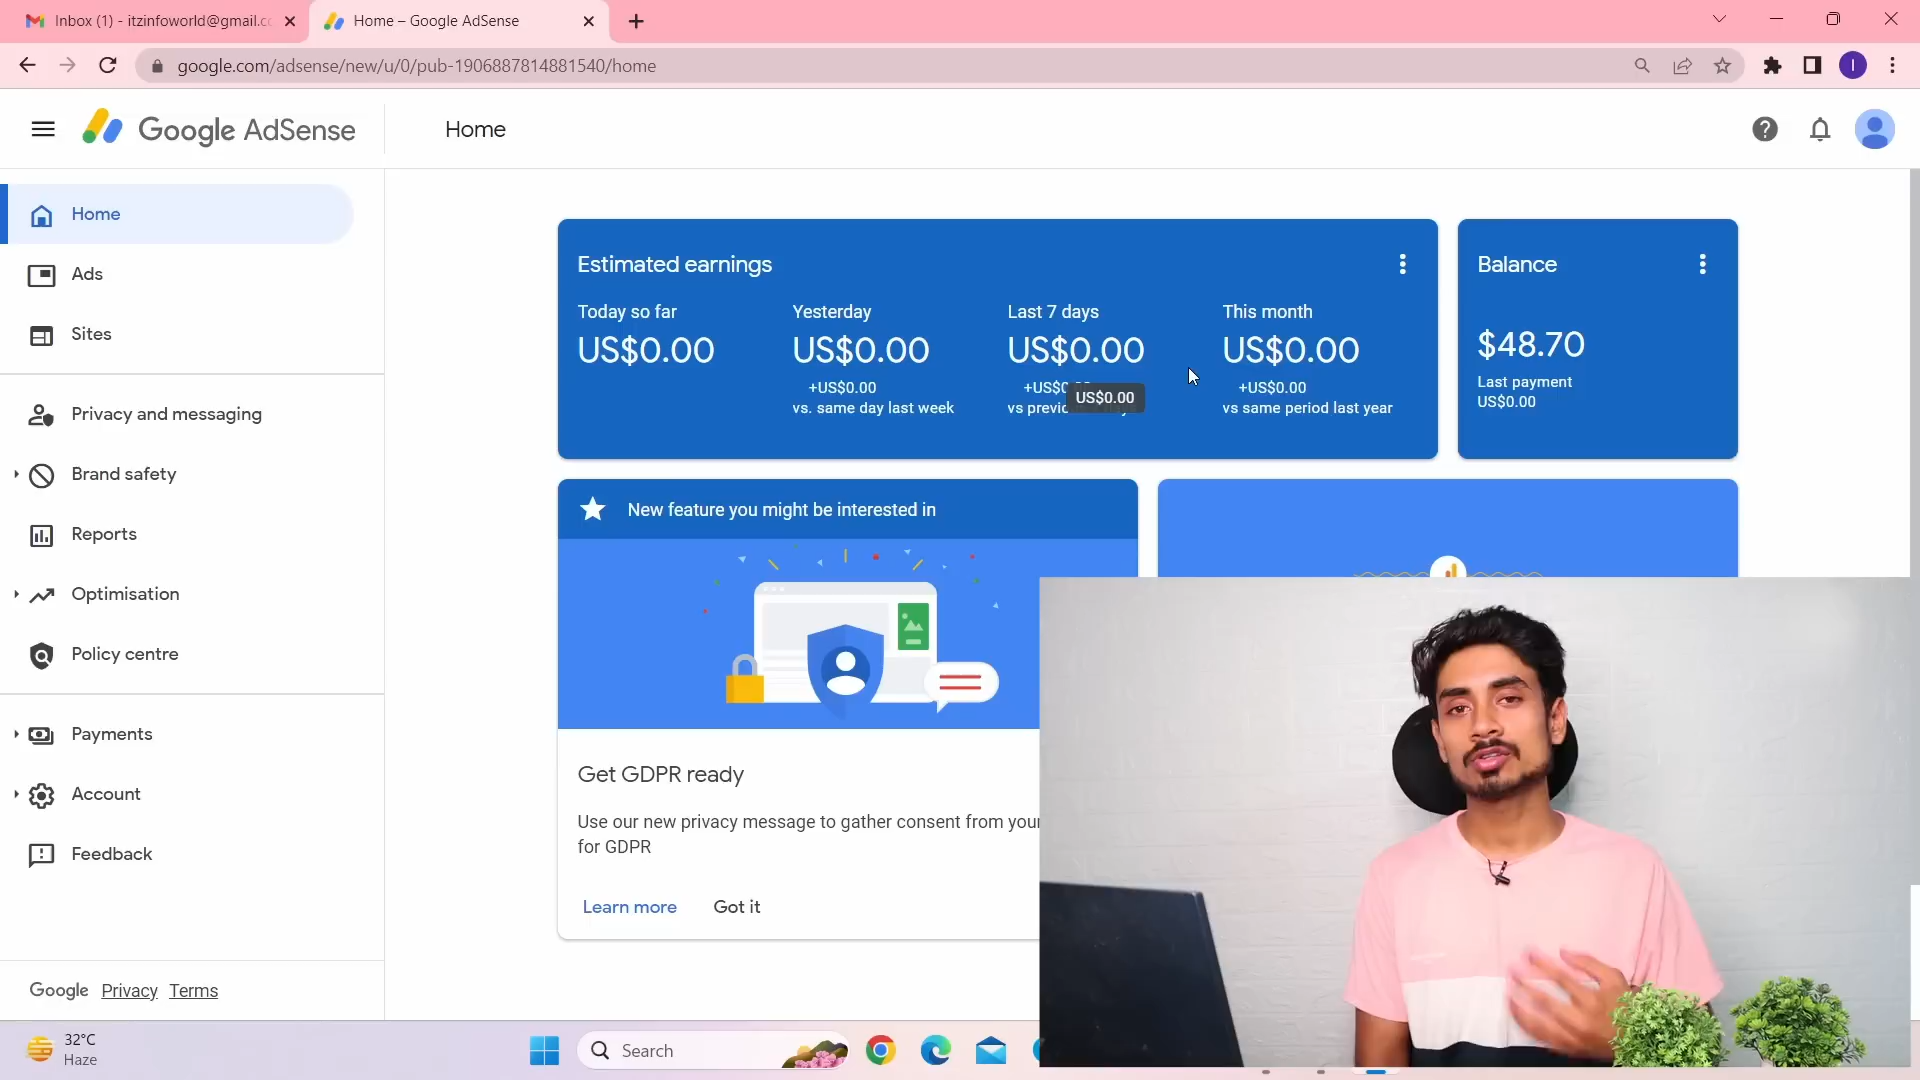 Inbox (1) - itzinfoworld@gmail.c
Home – Google AdSense
google.com/adsense/new/u/0/pub-1906887814881540/home
I
Google AdSense
Home
Home
Ads
Sites
Privacy and messaging
Brand safety
Reports
Optimisation
Policy centre
Payments
Account
Feedback
Google Privacy Terms
Estimated earnings
Today so far
US$0.00
Yesterday
US$0.00
+US$0.00
vs. same day last week
Last 7 days
US$0.00
+US$0.00
vs previ
US$0.00
This month
US$0.00
+US$0.00
vs same period last year
Balance
$48.70
Last payment
US$0.00
New feature you might be interested in
Get GDPR ready
Use our new privacy message to gather consent from your
for GDPR
Learn more
Got it
32°C
Haze
Search